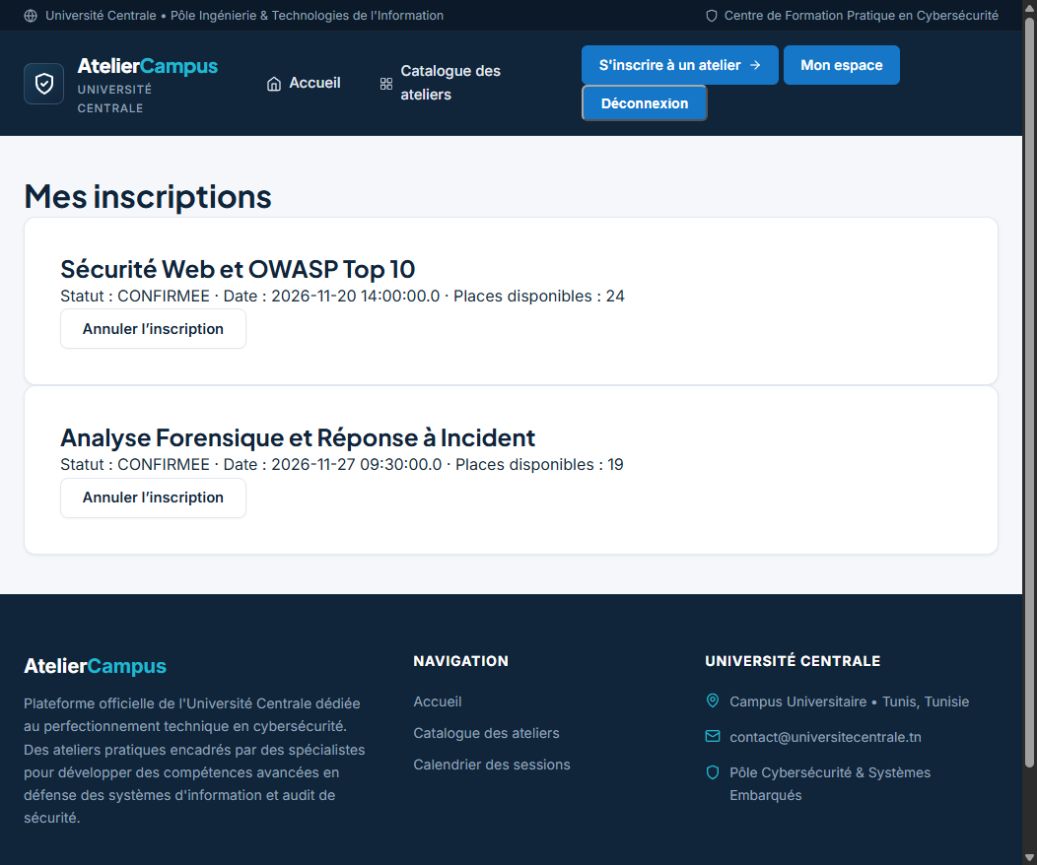 Université Centrale • Pôle Ingénierie & Technologies de l'Information
Centre de Formation Pratique en Cybersécurité
AtelierCampus
UNIVERSITÉ
CENTRALE
Accueil
Catalogue des
ateliers
S'inscrire à un atelier →
Mon espace
Déconnexion
Mes inscriptions
Sécurité Web et OWASP Top 10
Statut : CONFIRMEE · Date : 2026-11-20 14:00:00.0 · Places disponibles : 24
Annuler l’inscription
Analyse Forensique et Réponse à Incident
Statut : CONFIRMEE · Date : 2026-11-27 09:30:00.0 · Places disponibles : 19
Annuler l’inscription
AtelierCampus
Plateforme officielle de l'Université Centrale dédiée
au perfectionnement technique en cybersécurité.
Des ateliers pratiques encadrés par des spécialistes
pour développer des compétences avancées en
défense des systèmes d'information et audit de
sécurité.
NAVIGATION
Accueil
Catalogue des ateliers
Calendrier des sessions
UNIVERSITÉ CENTRALE
Campus Universitaire • Tunis, Tunisie
contact@universitecentrale.tn
Pôle Cybersécurité & Systèmes
Embarqués